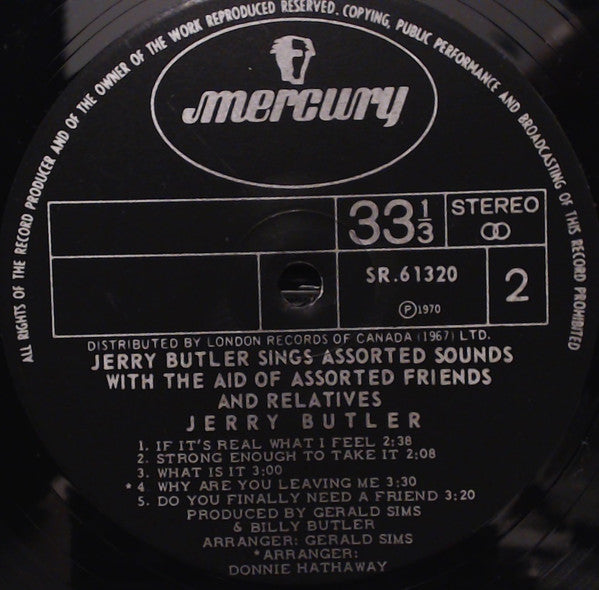 ALL RIGHTS OF THE RECORD PRODUCER AND OF THE OWNER OF THE WORK REPRODUCED RESERVED. COPYING, PUBLIC PERFORMANCE AND BROADCASTING OF THIS RECORD PROHIBITED
mercury
33 1/3
STEREO
SR.61320
2
Ⓟ1970
DISTRIBUTED BY LONDON RECORDS OF CANADA (1967) LTD.
JERRY BUTLER SINGS ASSORTED SOUNDS
WITH THE AID OF ASSORTED FRIENDS
AND RELATIVES
JERRY BUTLER
1. IF IT'S REAL WHAT I FEEL 2:38
2. STRONG ENOUGH TO TAKE IT 2:08
3. WHAT IS IT 3:00
*4 WHY ARE YOU LEAVING ME 3:30
5. DO YOU FINALLY NEED A FRIEND 3:20
PRODUCED BY GERALD SIMS
& BILLY BUTLER
ARRANGER: GERALD SIMS
*ARRANGER:
DONNIE HATHAWAY